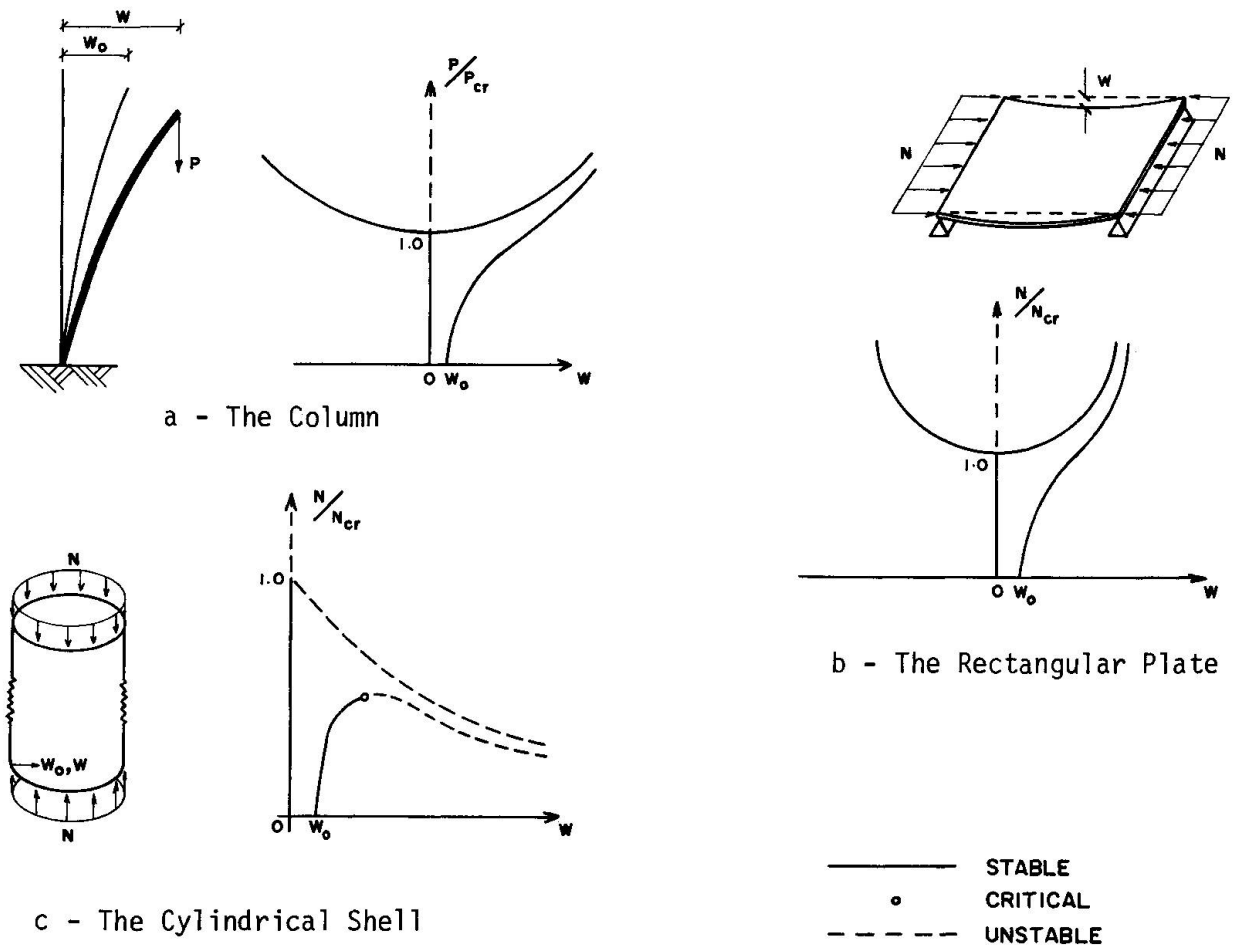 W
W₀
P
P/Pcr
1.0
0 W₀ W
a - The Column
W
N
N
N/Ncr
1.0
0 W₀ W
b - The Rectangular Plate
N
W₀, W
N
N/Ncr
1.0
0 W₀ W
c - The Cylindrical Shell
STABLE
CRITICAL
UNSTABLE